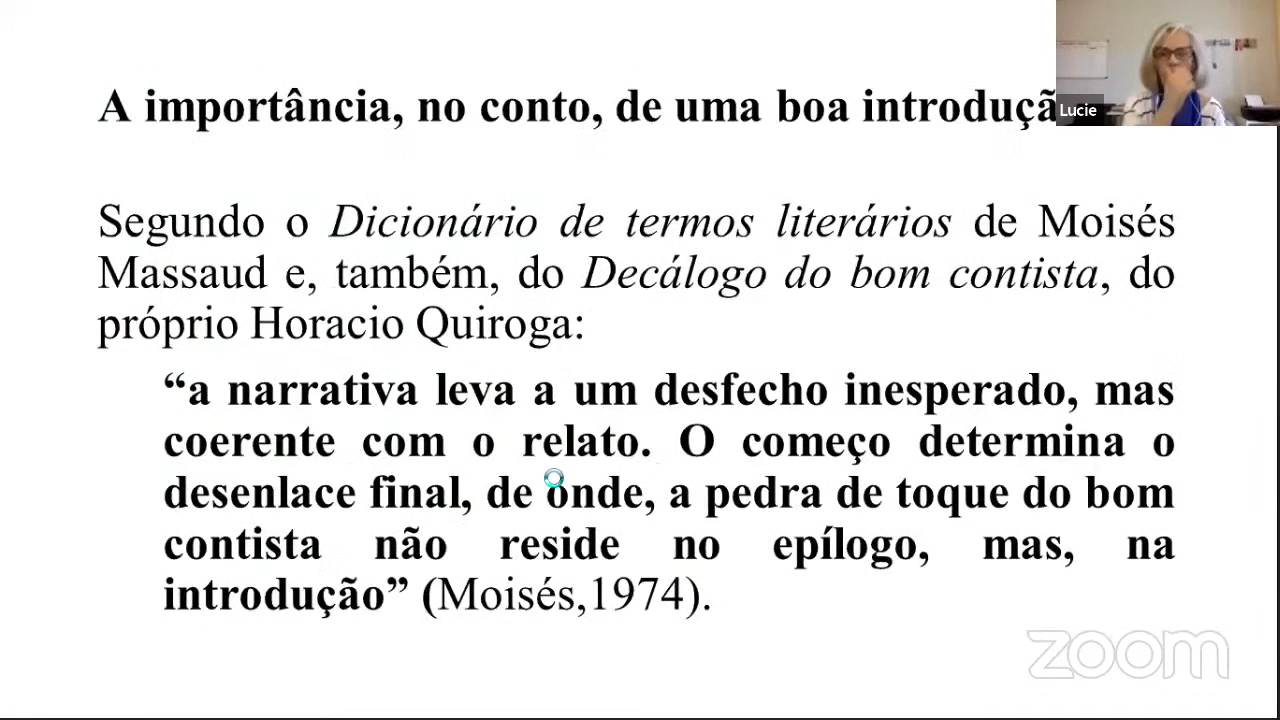 A importância, no conto, de uma boa introduçã
Lucie
Segundo o Dicionário de termos literários de Moisés
Massaud e, também, do Decálogo do bom contista, do
próprio Horacio Quiroga:
“a narrativa leva a um desfecho inesperado, mas
coerente com o relato. O começo determina o
desenlace final, de onde, a pedra de toque do bom
contista não reside no epílogo, mas, na
introdução” (Moisés,1974).
zoom